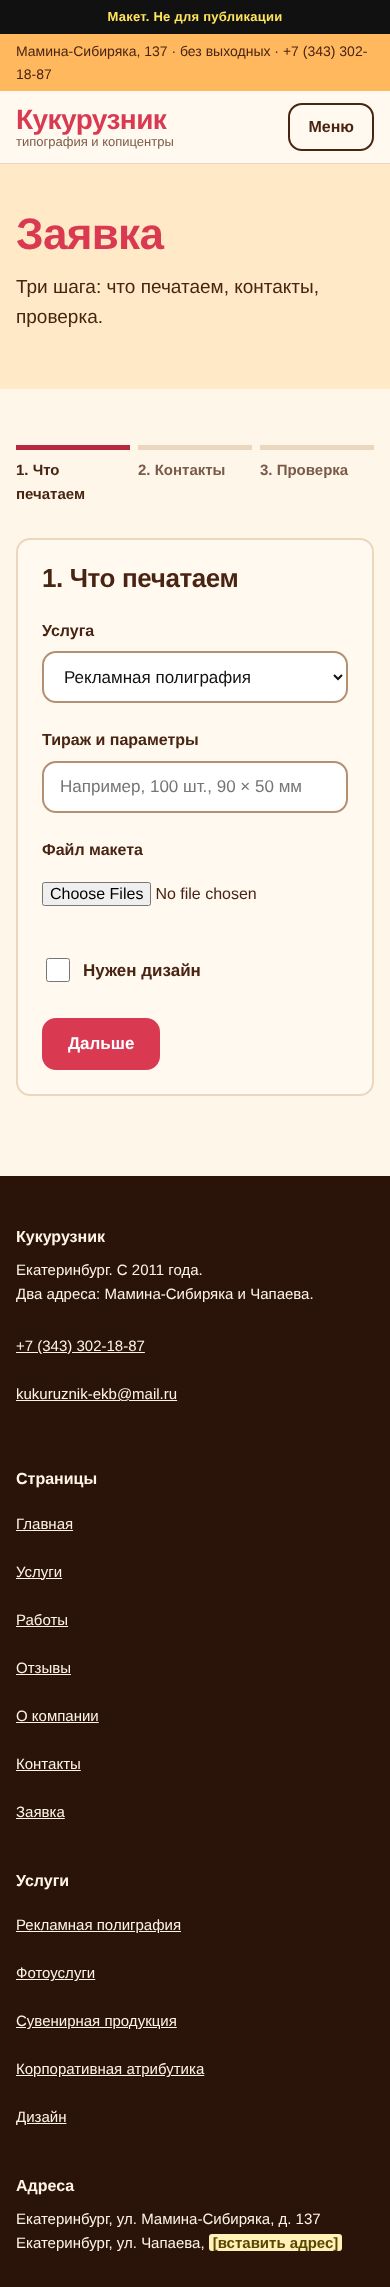 Макет. Не для публикации
Мамина-Сибиряка, 137 · без выходных · +7 (343) 302-
18-87
Кукурузник
типография и копицентры
Меню
Заявка
Три шага: что печатаем, контакты,
проверка.
1. Что
печатаем
2. Контакты
3. Проверка
1. Что печатаем
Услуга
Рекламная полиграфия
Тираж и параметры
Например, 100 шт., 90 × 50 мм
Файл макета
Choose Files No file chosen
Нужен дизайн
Дальше
Кукурузник
Екатеринбург. С 2011 года.
Два адреса: Мамина-Сибиряка и Чапаева.
+7 (343) 302-18-87
kukuruznik-ekb@mail.ru
Страницы
Главная
Услуги
Работы
Отзывы
О компании
Контакты
Заявка
Услуги
Рекламная полиграфия
Фотоуслуги
Сувенирная продукция
Корпоративная атрибутика
Дизайн
Адреса
Екатеринбург, ул. Мамина-Сибиряка, д. 137
Екатеринбург, ул. Чапаева, [вставить адрес]